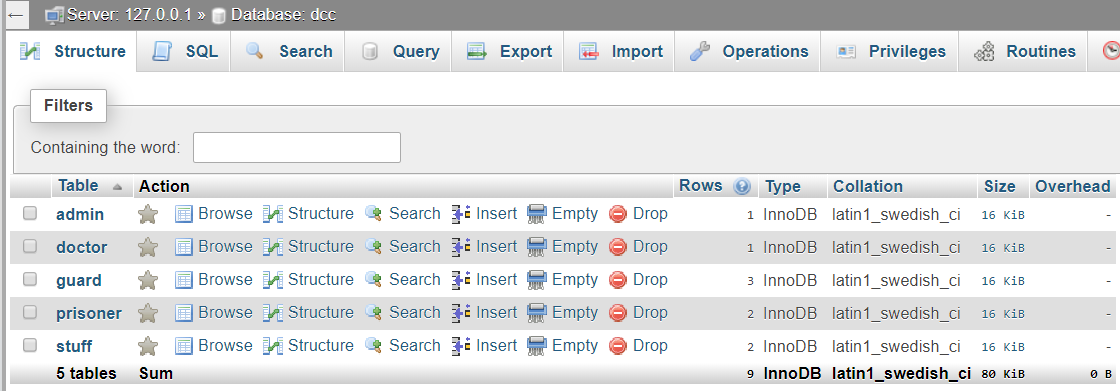 ← Server: 127.0.0.1 » Database: dcc
Structure SQL Search Query Export Import Operations Privileges Routines
Filters
Containing the word:
Table Action Rows Type Collation Size Overhead
admin Browse Structure Search Insert Empty Drop 1 InnoDB latin1_swedish_ci 16 KiB -
doctor Browse Structure Search Insert Empty Drop 1 InnoDB latin1_swedish_ci 16 KiB -
guard Browse Structure Search Insert Empty Drop 3 InnoDB latin1_swedish_ci 16 KiB -
prisoner Browse Structure Search Insert Empty Drop 2 InnoDB latin1_swedish_ci 16 KiB -
stuff Browse Structure Search Insert Empty Drop 2 InnoDB latin1_swedish_ci 16 KiB -
5 tables Sum 9 InnoDB latin1_swedish_ci 80 KiB 0 B